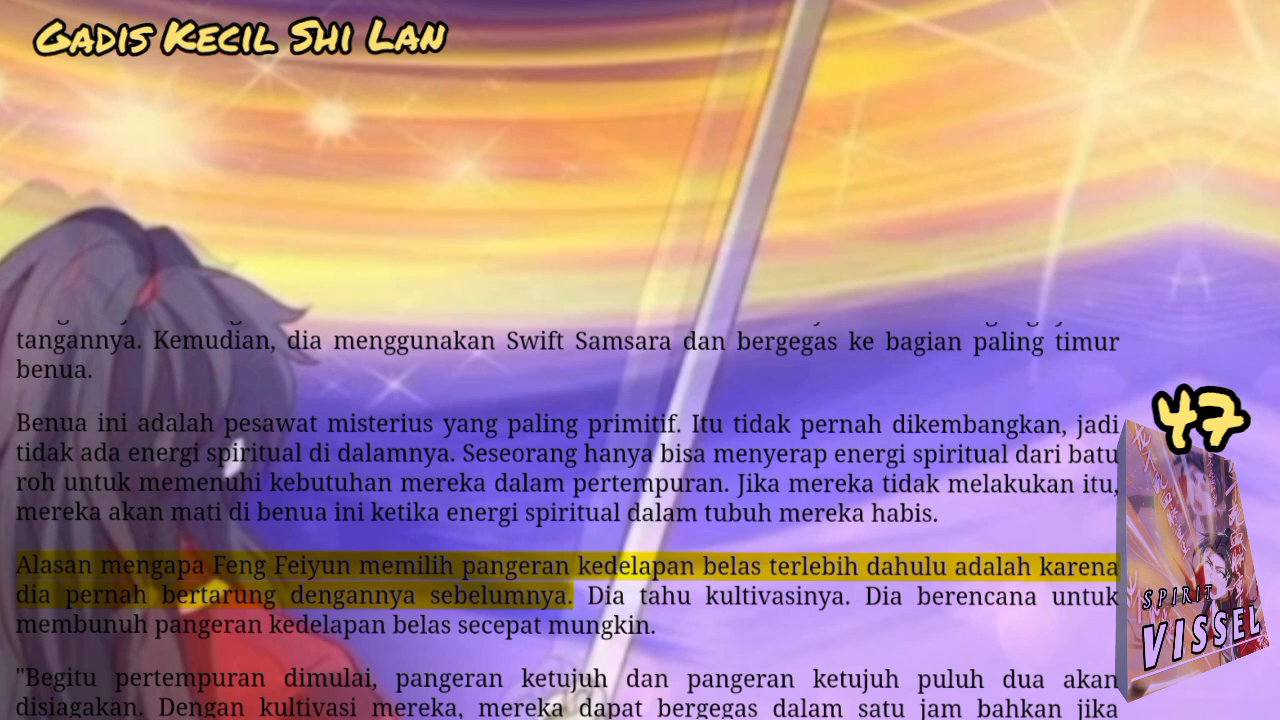 Gadis Kecil Shi Lan
tangannya. Kemudian, dia menggunakan Swift Samsara dan bergegas ke bagian paling timur
benua.
Benua ini adalah pesawat misterius yang paling primitif. Itu tidak pernah dikembangkan, jadi
tidak ada energi spiritual di dalamnya. Seseorang hanya bisa menyerap energi spiritual dari batu
roh untuk memenuhi kebutuhan mereka dalam pertempuran. Jika mereka tidak melakukan itu,
mereka akan mati di benua ini ketika energi spiritual dalam tubuh mereka habis.
Alasan mengapa Feng Feiyun memilih pangeran kedelapan belas terlebih dahulu adalah karena
dia pernah bertarung dengannya sebelumnya. Dia tahu kultivasinya. Dia berencana untuk
membunuh pangeran kedelapan belas secepat mungkin.
"Begitu pertempuran dimulai, pangeran ketujuh dan pangeran ketujuh puluh dua akan
disiagakan. Dengan kultivasi mereka, mereka dapat bergegas dalam satu jam bahkan jika
47
SPIRIT
VISSEL